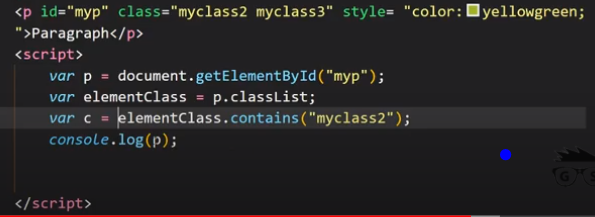 <p id="myp" class="myclass2 myclass3" style= "color:yellowgreen;
">Paragraph</p>
<script>
var p = document.getElementById("myp");
var elementClass = p.classList;
var c = elementClass.contains("myclass2");
console.log(p);
</script>
G S